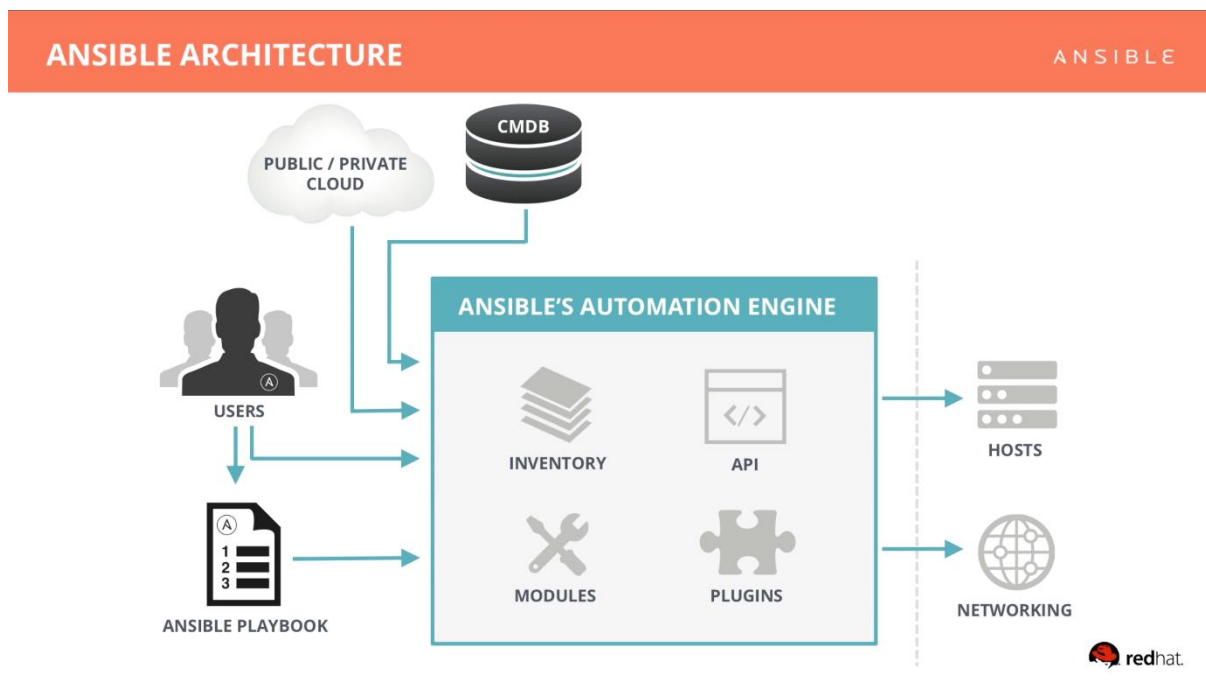 ANSIBLE ARCHITECTURE
ANSIBLE
CMDB
PUBLIC / PRIVATE
CLOUD
ANSIBLE’S AUTOMATION ENGINE
A
USERS
INVENTORY
</>
API
HOSTS
A
1
2
3
MODULES
PLUGINS
NETWORKING
ANSIBLE PLAYBOOK
redhat.